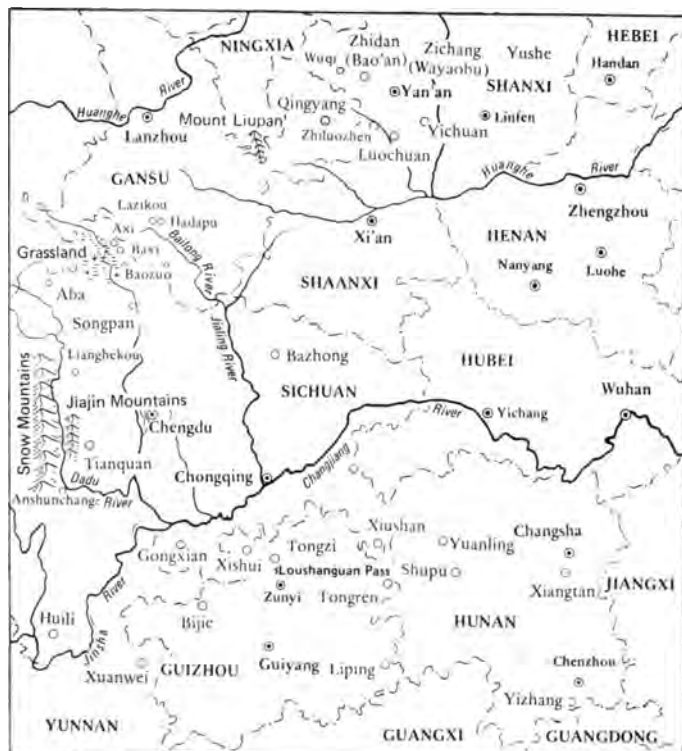 HEBEI
NINGXIA
Zhidan
Zichang
Yushe
Wuqi
(Bao'an)
(Wayaobu)
SHANXI
Handan
River
Yan'an
Qingyang
Linfen
Huanghe
Mount Liupan
Zhiluozhen
Yichuan
Lanzhou
Luochuan
Huanghe
River
GANSU
Zhengzhou
Lazikou
Hadapu
Xi'an
Axi
HENAN
Grassland
Baxi
Bailong River
Baozuo
Nanyang
Luohe
Aba
SHAANXI
Songpan
Jialing River
Lianghekou
Bazhong
HUBEI
Snow Mountains
SICHUAN
Wuhan
Jiajin Mountains
River
Yichang
Chengdu
Tianquan
Chongqing
Changjiang
Dadu
River
Anshunchang
Xiushan
Changsha
Gongxian
Tongzi
Yuanling
Xishui
Loushanguan Pass
Shupu
River
Zunyi
Tongren
Xiangtan
JIANGXI
Huili
Bijie
HUNAN
Jinsha
Guiyang
Liping
Chenzhou
Xuanwei
GUIZHOU
Yizhang
YUNNAN
GUANGXI
GUANGDONG